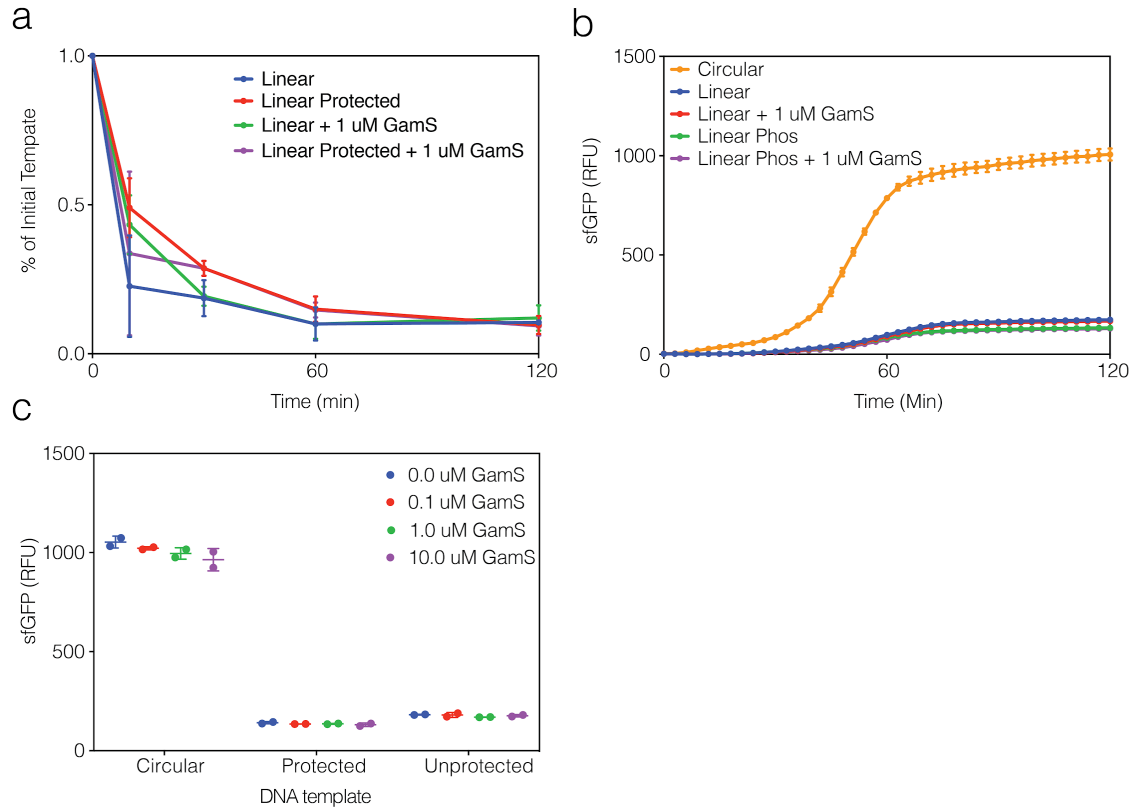 a
1.0
0.5
0.0
% of Initial Tempate
Linear
Linear Protected
Linear + 1 uM GamS
Linear Protected + 1 uM GamS
0
60
120
Time (min)
b
1500
1000
500
0
sfGFP (RFU)
Circular
Linear
Linear + 1 uM GamS
Linear Phos
Linear Phos + 1 uM GamS
0
60
120
Time (Min)
c
1500
1000
500
0
sfGFP (RFU)
0.0 uM GamS
0.1 uM GamS
1.0 uM GamS
10.0 uM GamS
Circular
Protected
Unprotected
DNA template